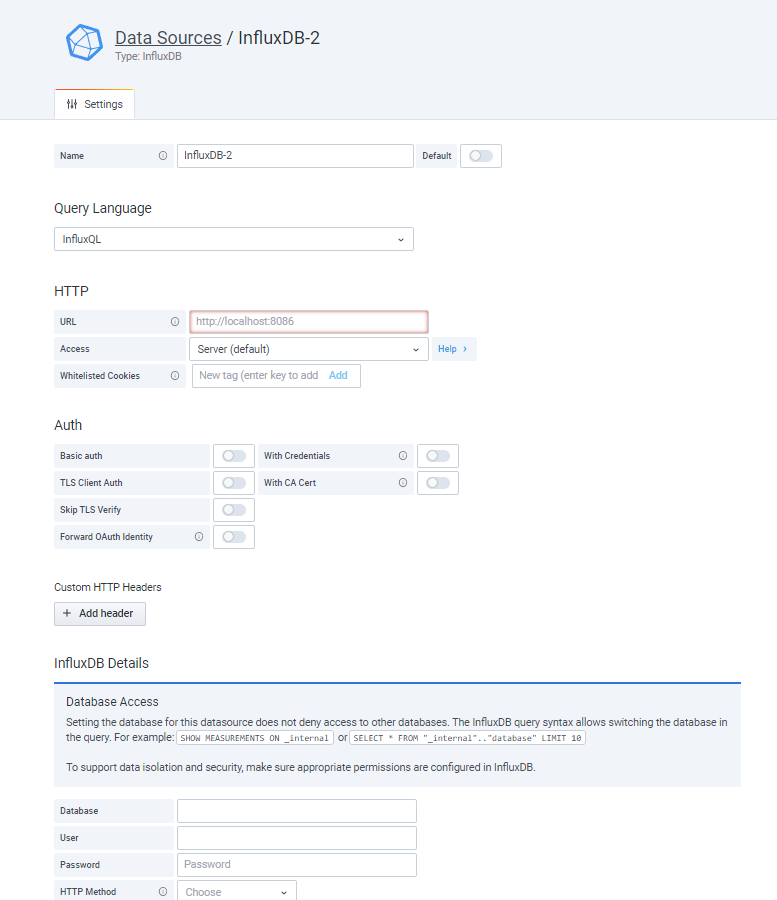 Data Sources / InfluxDB-2
Type: InfluxDB
Settings
Name InfluxDB-2 Default
Query Language
InfluxQL
HTTP
URL http://localhost:8086
Access Server (default) Help
Whitelisted Cookies New tag (enter key to add Add
Auth
Basic auth With Credentials
TLS Client Auth With CA Cert
Skip TLS Verify
Forward OAuth Identity
Custom HTTP Headers
+ Add header
InfluxDB Details
Database Access
Setting the database for this datasource does not deny access to other databases. The InfluxDB query syntax allows switching the database in
the query. For example: SHOW MEASUREMENTS ON _internal or SELECT * FROM "_internal".."database" LIMIT 10
To support data isolation and security, make sure appropriate permissions are configured in InfluxDB.
Database
User
Password Password
HTTP Method Choose